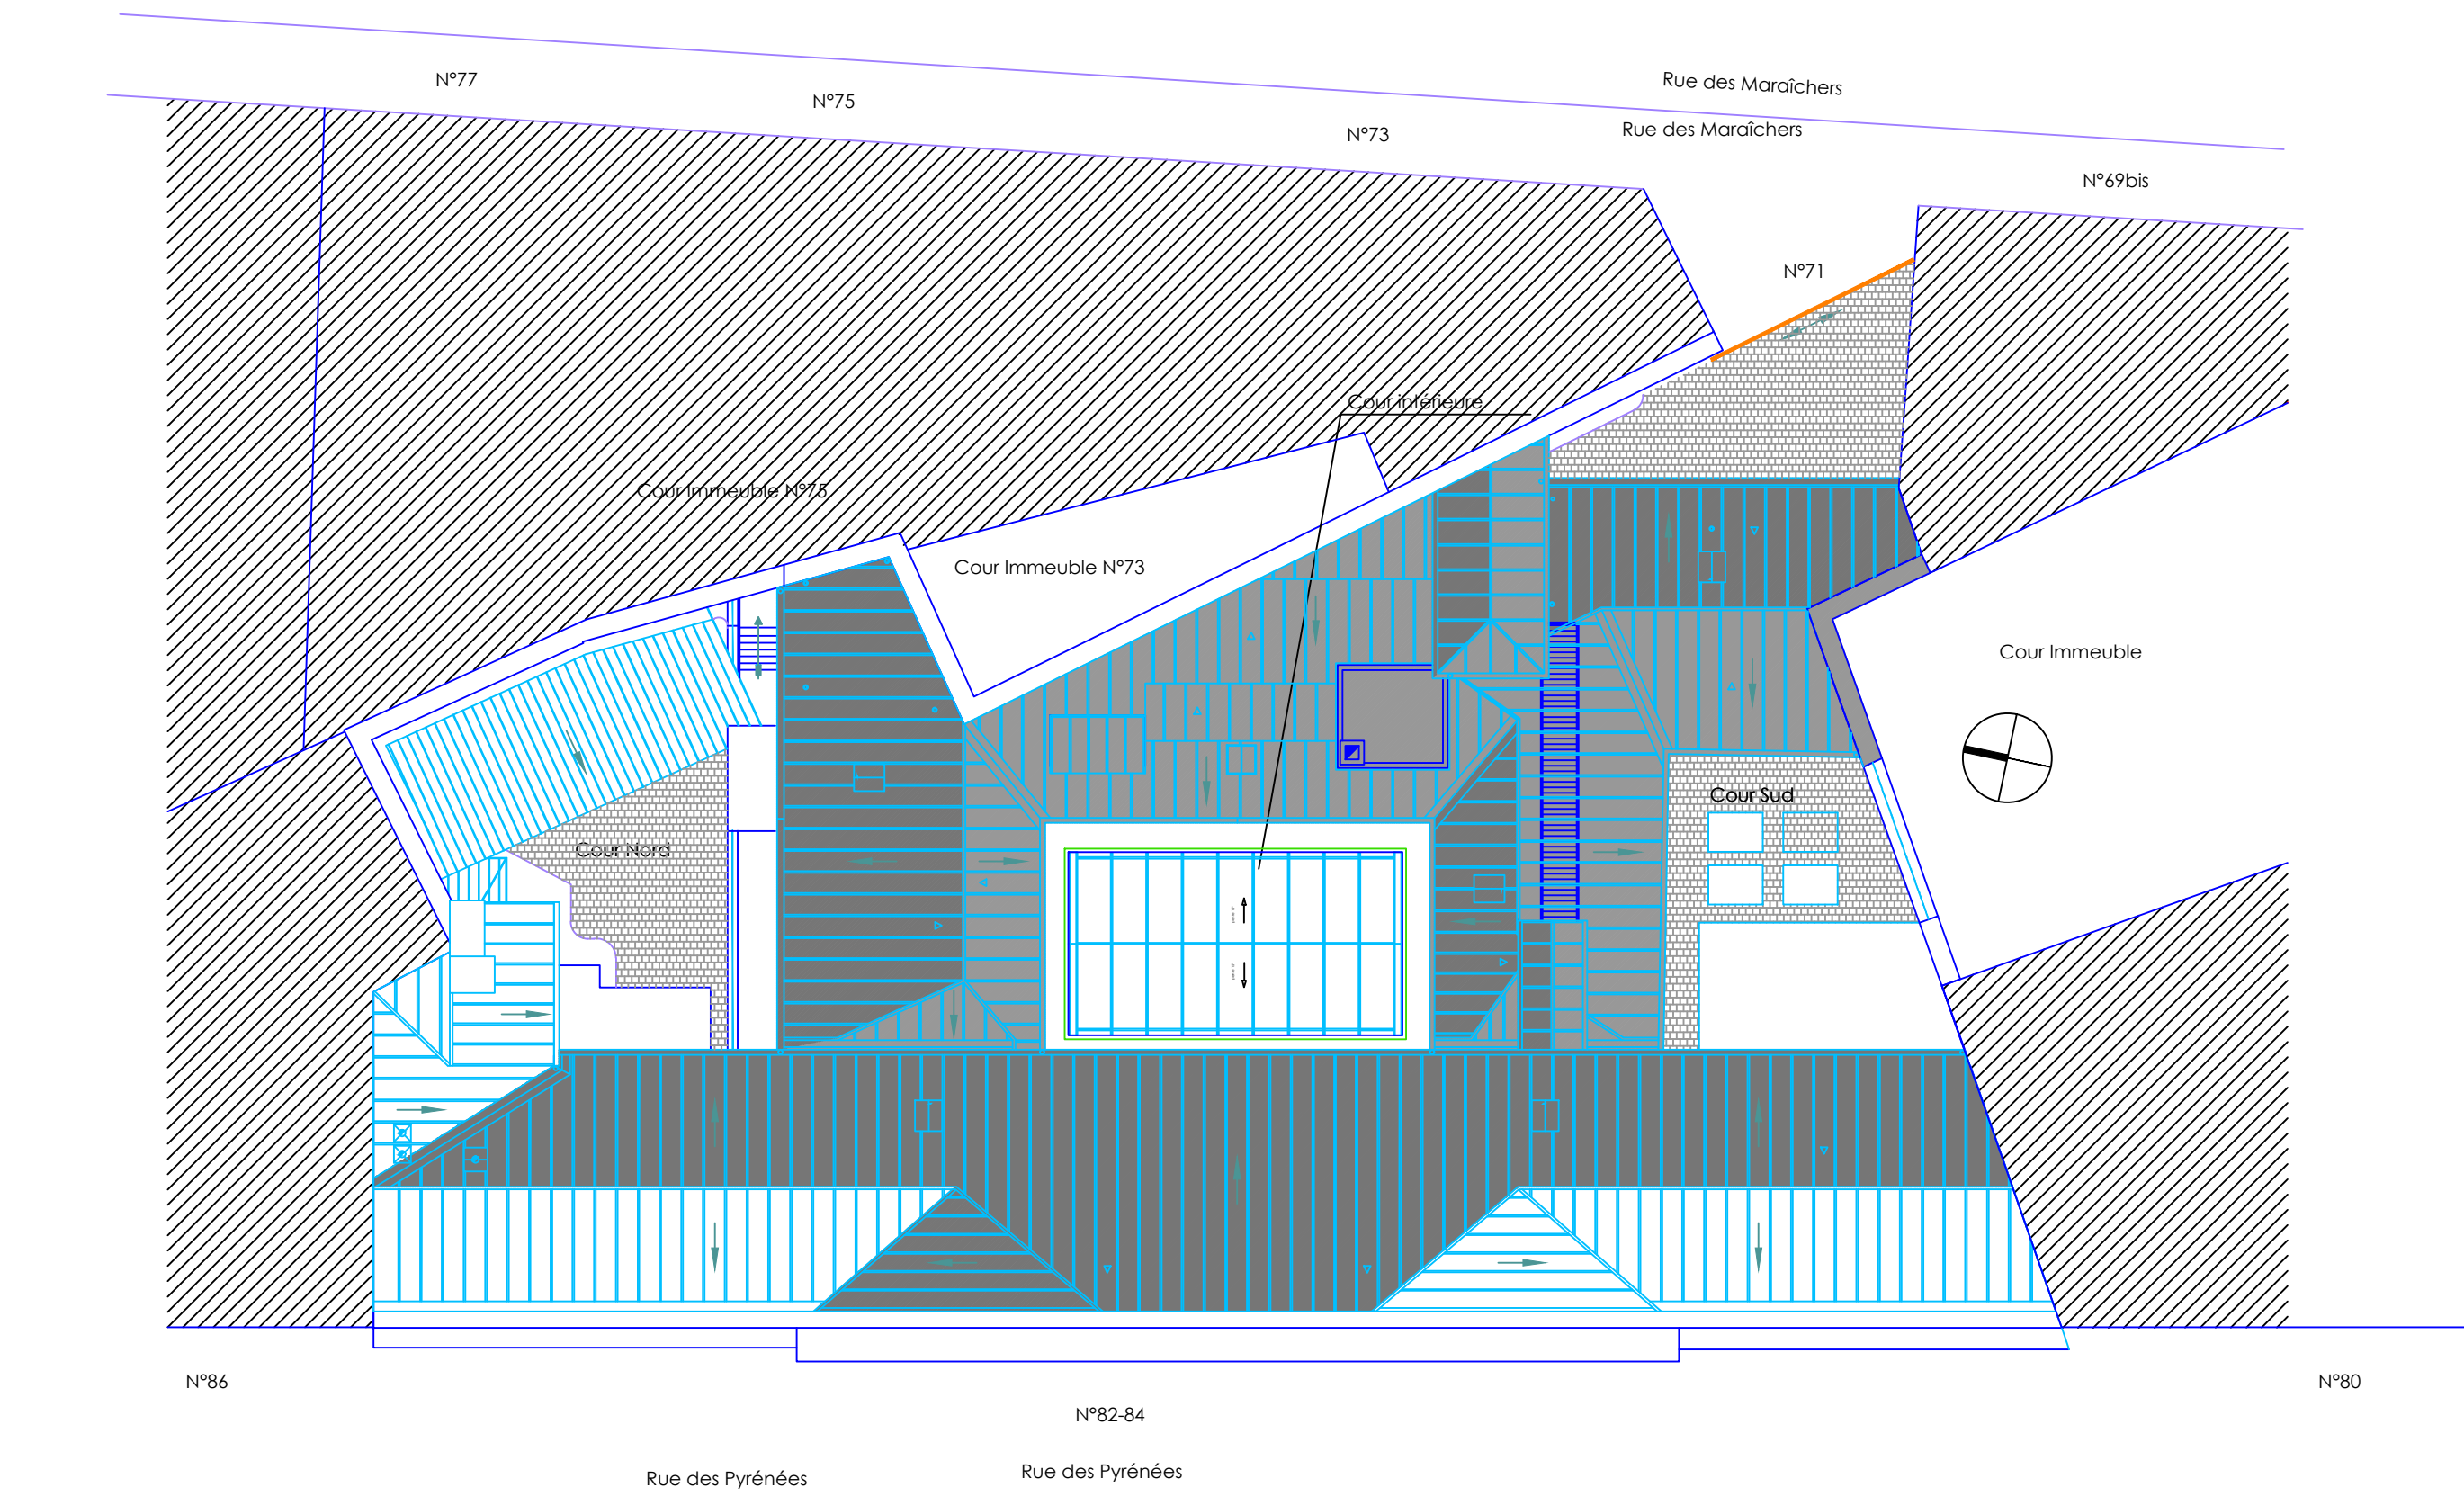 N°77
Rue des Maraîchers
N°75
Rue des Maraîchers
N°73
N°69bis
N°71
Cour intérieure
Cour Immeuble N°75
Cour Immeuble N°73
Cour Immeuble
Cour Sud
Cour Nord
N°86
N°80
N°82-84
Rue des Pyrénées
Rue des Pyrénées